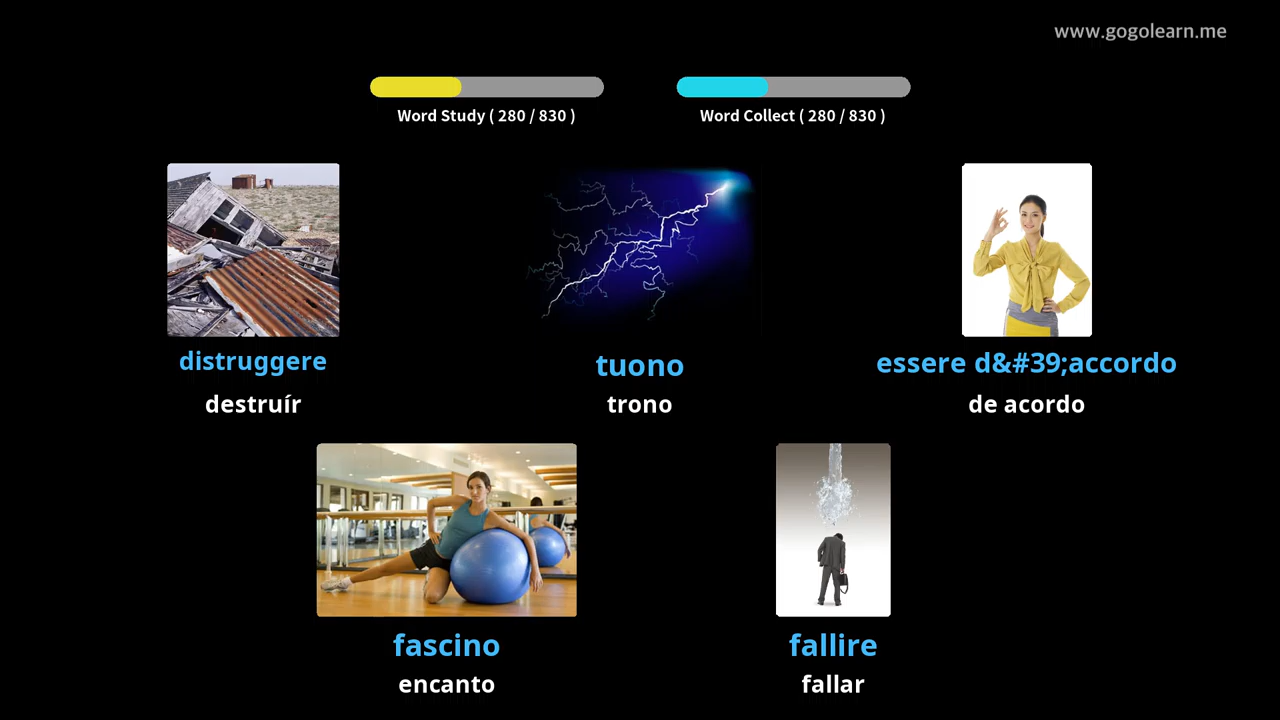 www.gogolearn.me
Word Study ( 280 / 830 )
Word Collect ( 280 / 830 )
distruggere
destruír
tuono
trono
essere d&#39;accordo
de acordo
fascino
encanto
fallire
fallar